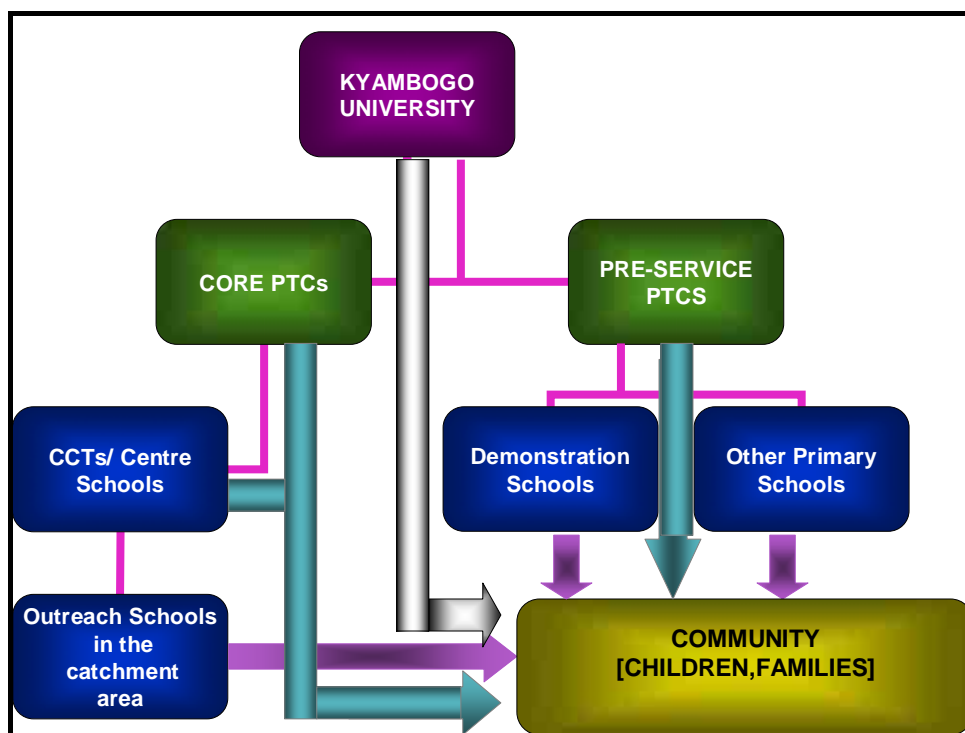 KYAMBOGO
UNIVERSITY
CORE PTCs
PRE-SERVICE
PTCS
CCTs/ Centre
Schools
Demonstration
Schools
Other Primary
Schools
Outreach Schools
in the
catchment
area
COMMUNITY
[CHILDREN,FAMILIES]